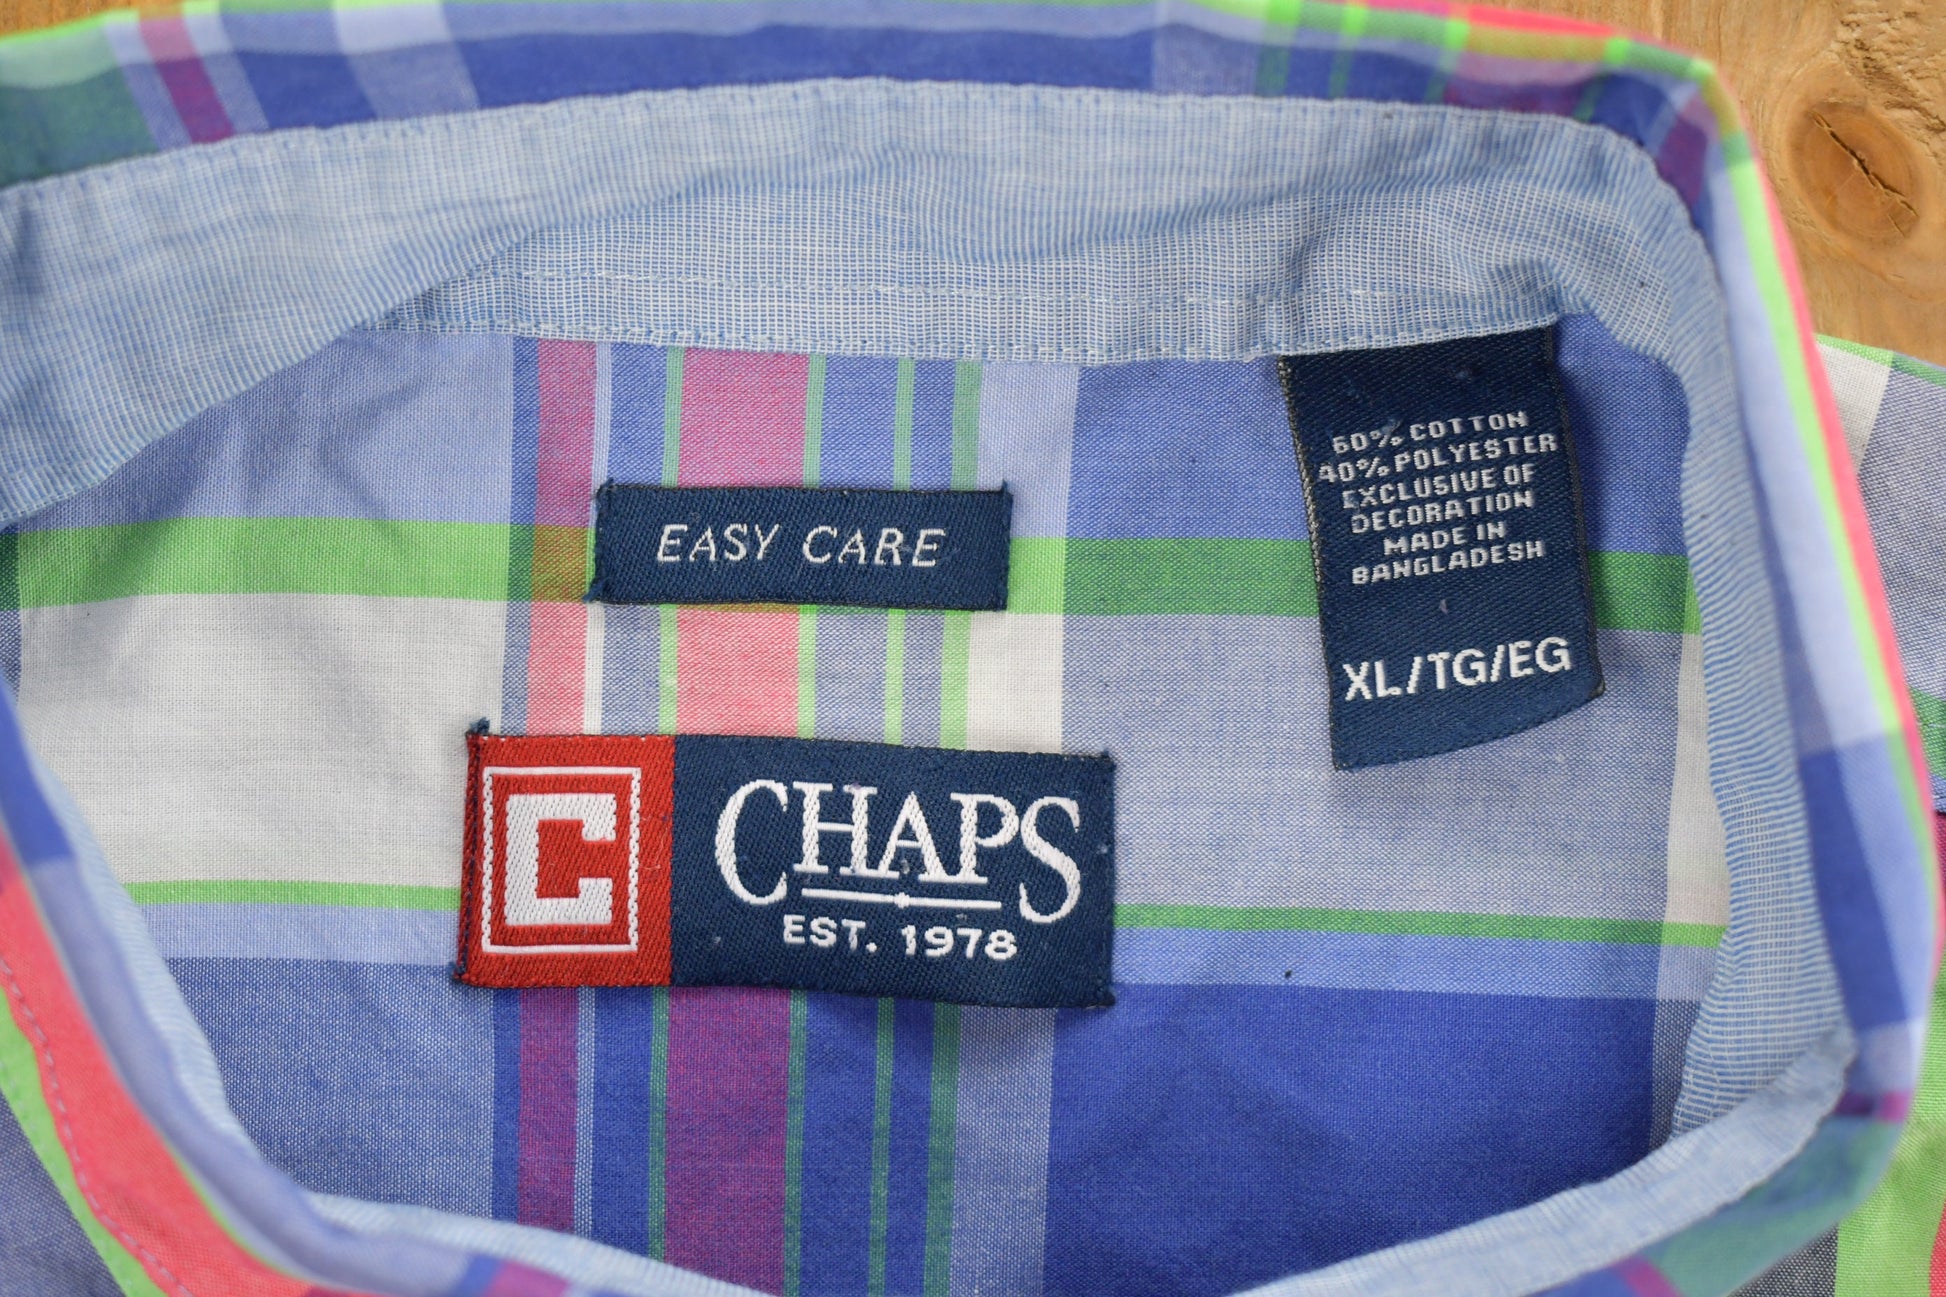 EASY CARE
60% COTTON
40% POLYESTER
EXCLUSIVE OF
DECORATION
MADE IN
BANGLADESH
XL/TG/EG
C
CHAPS
EST. 1978